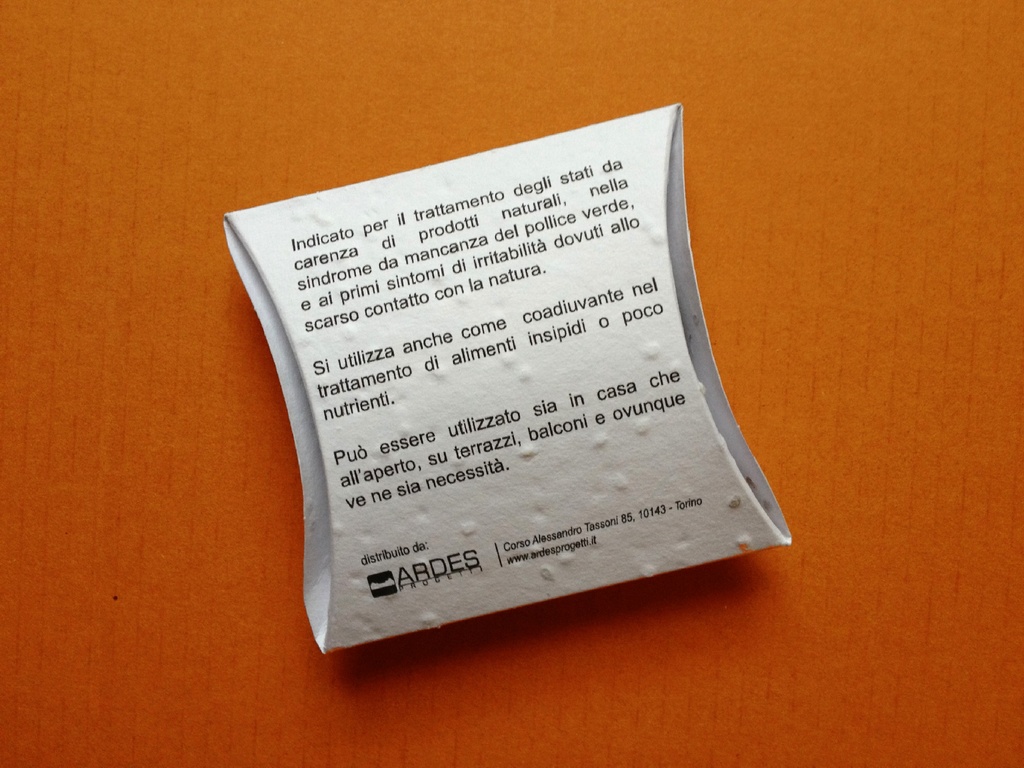 Indicato per il trattamento degli stati da
carenza di prodotti naturali, nella
sindrome da mancanza del pollice verde,
e ai primi sintomi di irritabilità dovuti allo
scarso contatto con la natura.
Si utilizza anche come coadiuvante nel
trattamento di alimenti insipidi o poco
nutrienti.
Può essere utilizzato sia in casa che
all'aperto, su terrazzi, balconi e ovunque
ve ne sia necessità.
distribuito da:
ARDES
PROGETTI
Corso Alessandro Tassoni 85, 10143 - Torino
www.ardesprogetti.it